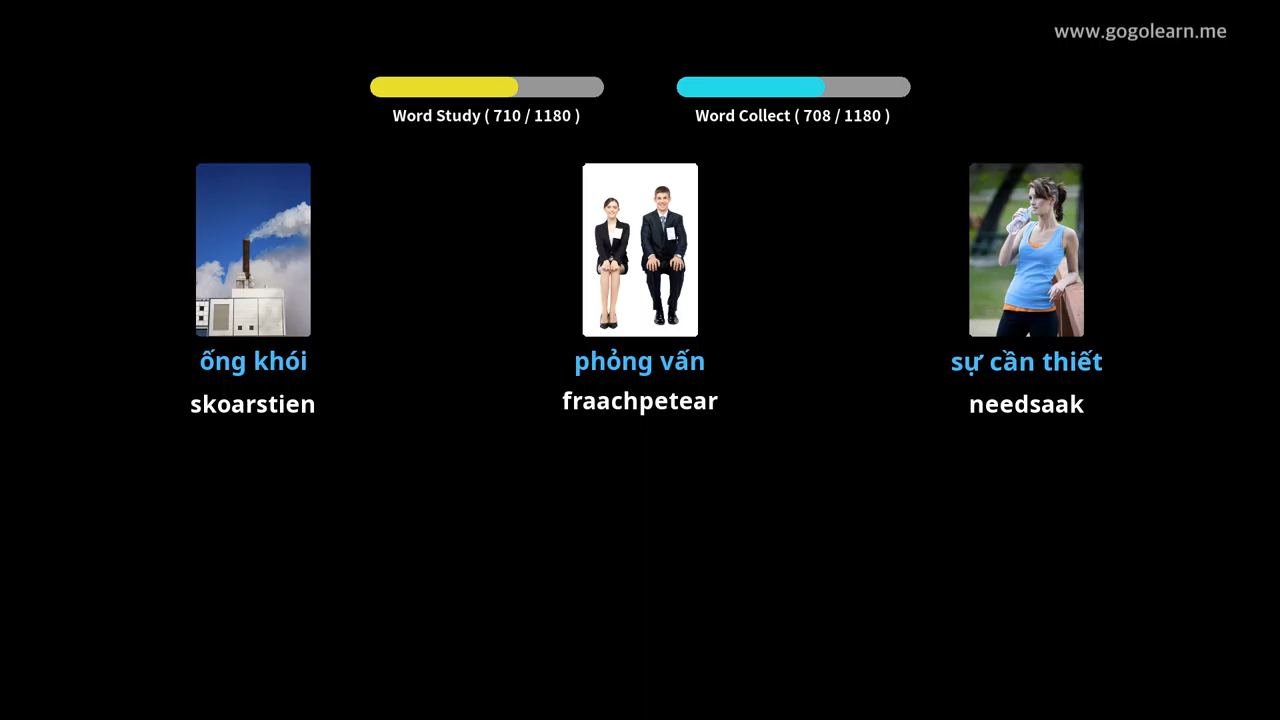 www.gogolearn.me
Word Study ( 710 / 1180 )
Word Collect ( 708 / 1180 )
ống khói
skoarstien
phỏng vấn
fraachpetear
sự cần thiết
needsaak